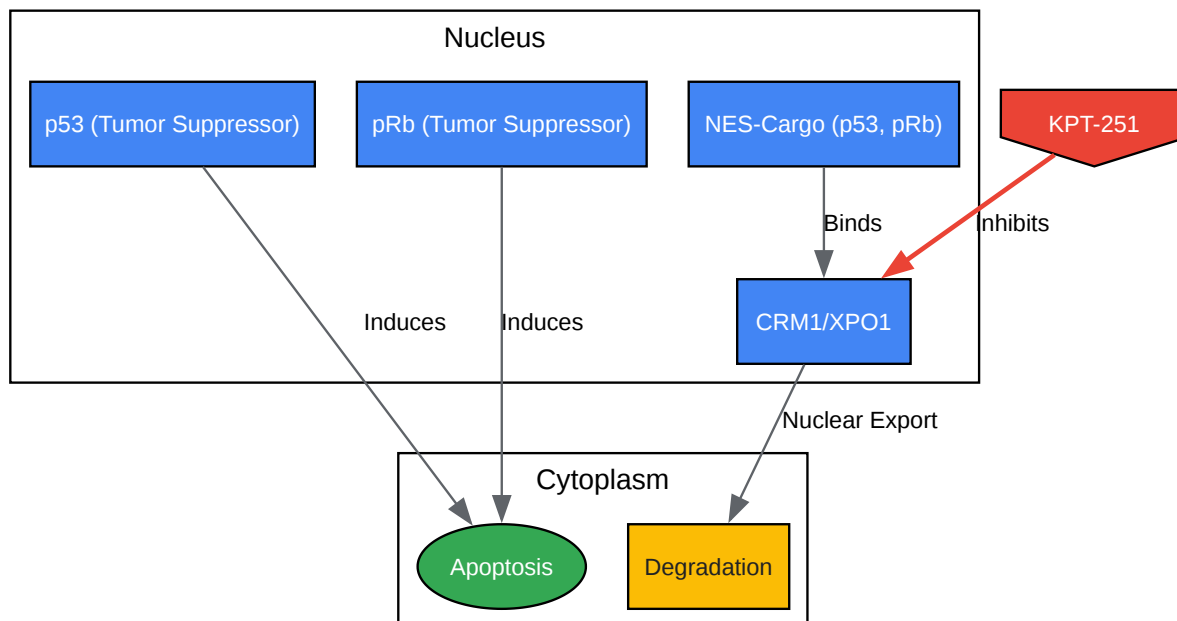 Nucleus
p53 (Tumor Suppressor)
pRb (Tumor Suppressor)
NES-Cargo (p53, pRb)
KPT-251
Binds
Inhibits
CRM1/XPO1
Induces
Induces
Nuclear Export
Cytoplasm
Apoptosis
Degradation